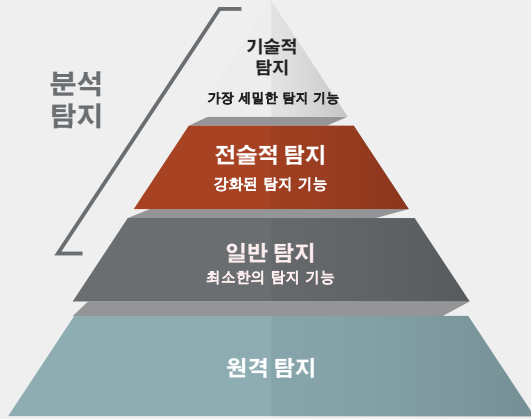 분석
탐지
기술적
탐지
가장 세밀한 탐지 기능
전술적 탐지
강화된 탐지 기능
일반 탐지
최소한의 탐지 기능
원격 탐지